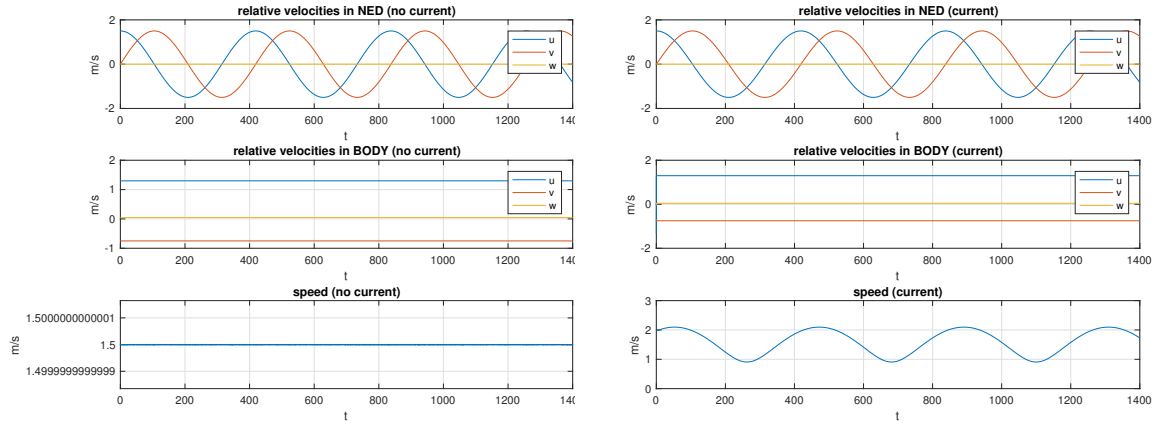 relative velocities in NED (no current)
2
0
-2
m/s
u
v
w
0 200 400 600 800 1000 1200 140
t
relative velocities in BODY (no current)
2
1
0
-1
m/s
u
v
w
0 200 400 600 800 1000 1200 140
t
speed (no current)
1.5000000000001
1.5
1.4999999999999
m/s
0 200 400 600 800 1000 1200 140
t
relative velocities in NED (current)
2
0
-2
m/s
u
v
w
0 200 400 600 800 1000 1200 1400
t
relative velocities in BODY (current)
2
0
-2
m/s
u
v
w
0 200 400 600 800 1000 1200 1400
t
speed (current)
3
2
1
0
m/s
0 200 400 600 800 1000 1200 1400
t